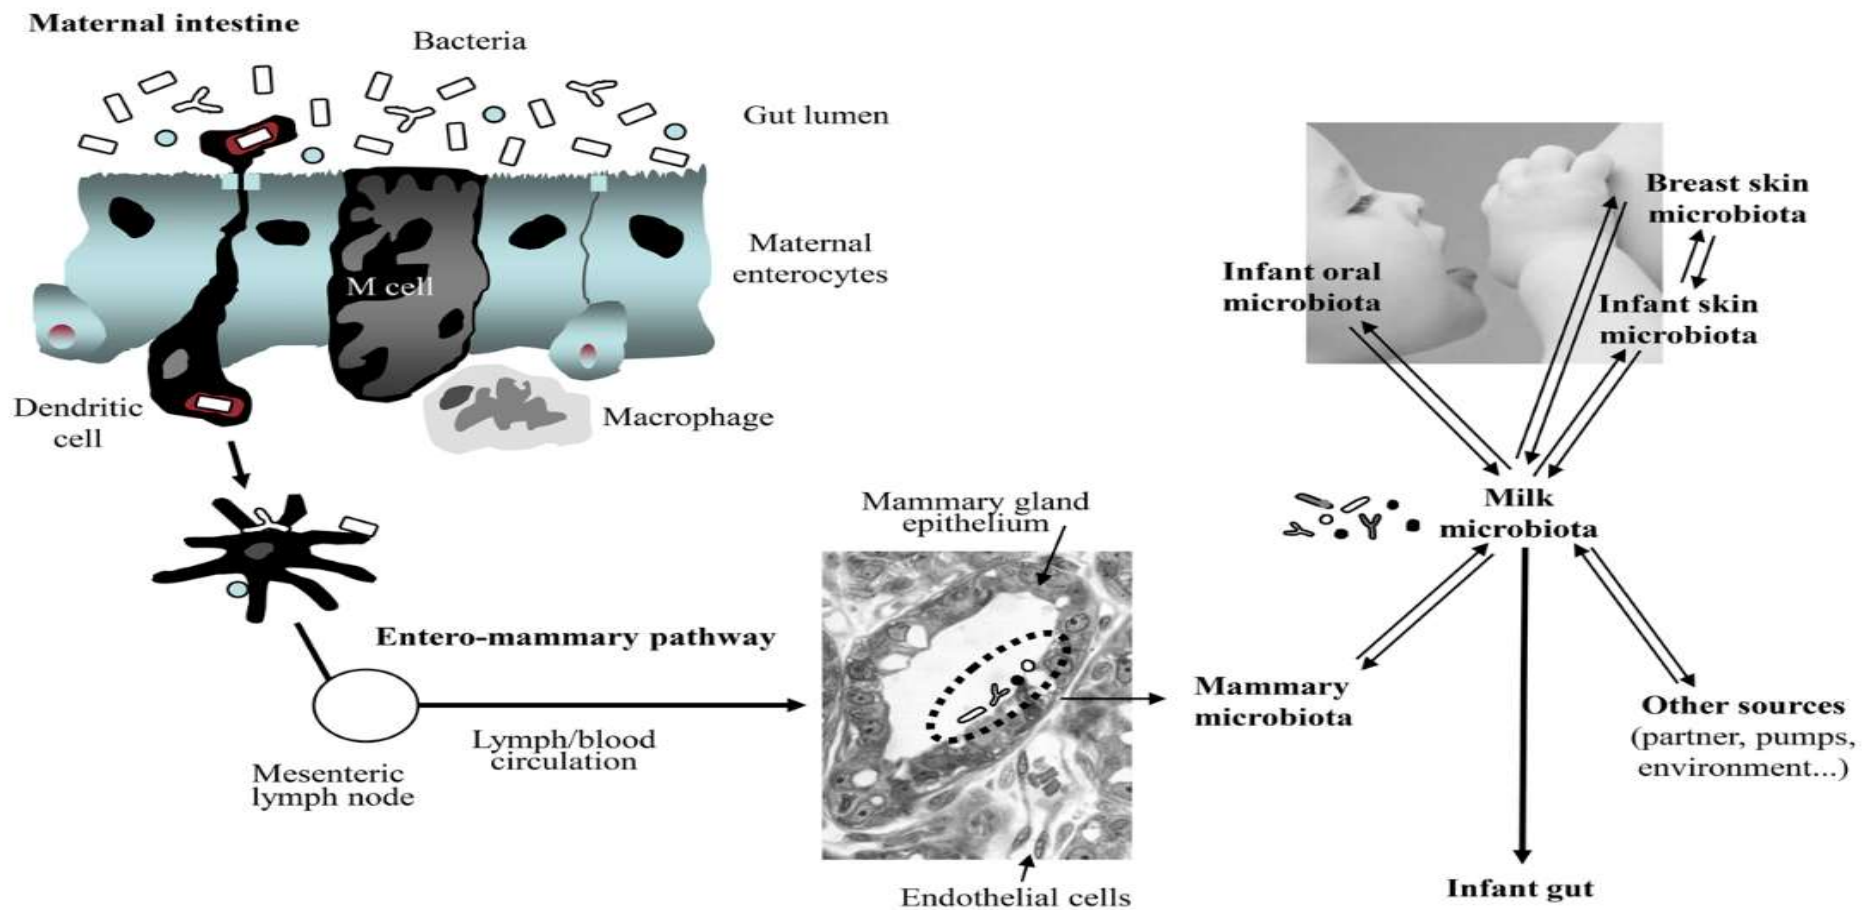 Maternal intestine
Bacteria
Gut lumen
Maternal
enterocytes
M cell
Dendritic
cell
Macrophage
Entero-mammary pathway
Lymph/blood
circulation
Mesenteric
lymph node
Mammary gland
epithelium
Endothelial cells
Breast skin
microbiota
Infant oral
microbiota
Infant skin
microbiota
Milk
microbiota
Mammary
microbiota
Other sources
(partner, pumps,
environment...)
Infant gut